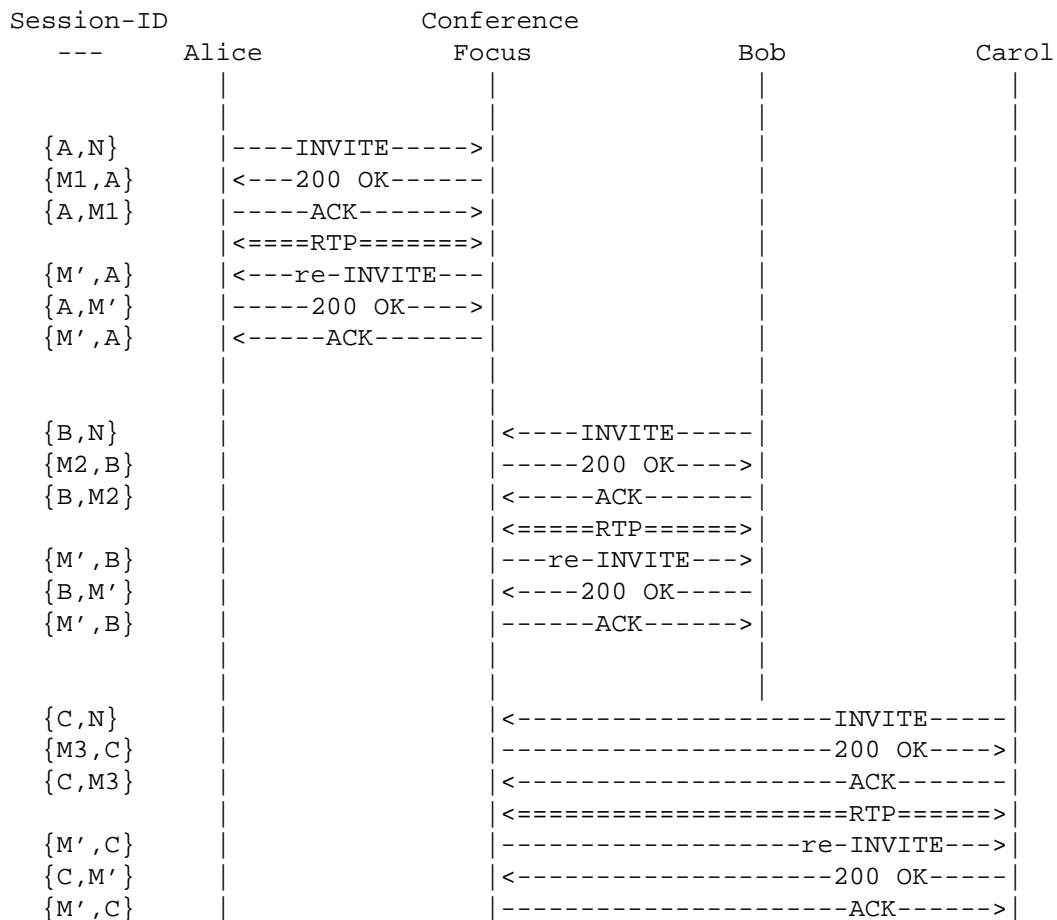 Session-ID                  Conference
   ---     Alice              Focus               Bob              Carol
             |                  |                  |                |
             |                  |                  |                |
  {A,N}      |----INVITE----->|                  |                |
  {M1,A}     |<---200 OK------|                  |                |
  {A,M1}     |-----ACK------->|                  |                |
             |<====RTP=======>|                  |                |
  {M′,A}     |<---re-INVITE---|                  |                |
  {A,M′}     |-----200 OK---->|                  |                |
  {M′,A}     |<-----ACK-------|                  |                |
             |                  |                  |                |
             |                  |                  |                |
  {B,N}      |                  |<----INVITE-----|                |
  {M2,B}     |                  |-----200 OK---->|                |
  {B,M2}     |                  |<-----ACK-------|                |
             |                  |<=====RTP======>|                |
  {M′,B}     |                  |---re-INVITE--->|                |
  {B,M′}     |                  |<----200 OK-----|                |
  {M′,B}     |                  |------ACK------>|                |
             |                  |                  |                |
             |                  |                  |                |
  {C,N}      |                  |<---------------------INVITE-----|
  {M3,C}     |                  |----------------------200 OK---->|
  {C,M3}     |                  |<----------------------ACK-------|
             |                  |<======================RTP======>|
  {M′,C}     |                  |--------------------re-INVITE--->|
  {C,M′}     |                  |<---------------------200 OK-----|
  {M′,C}     |                  |-----------------------ACK------>|